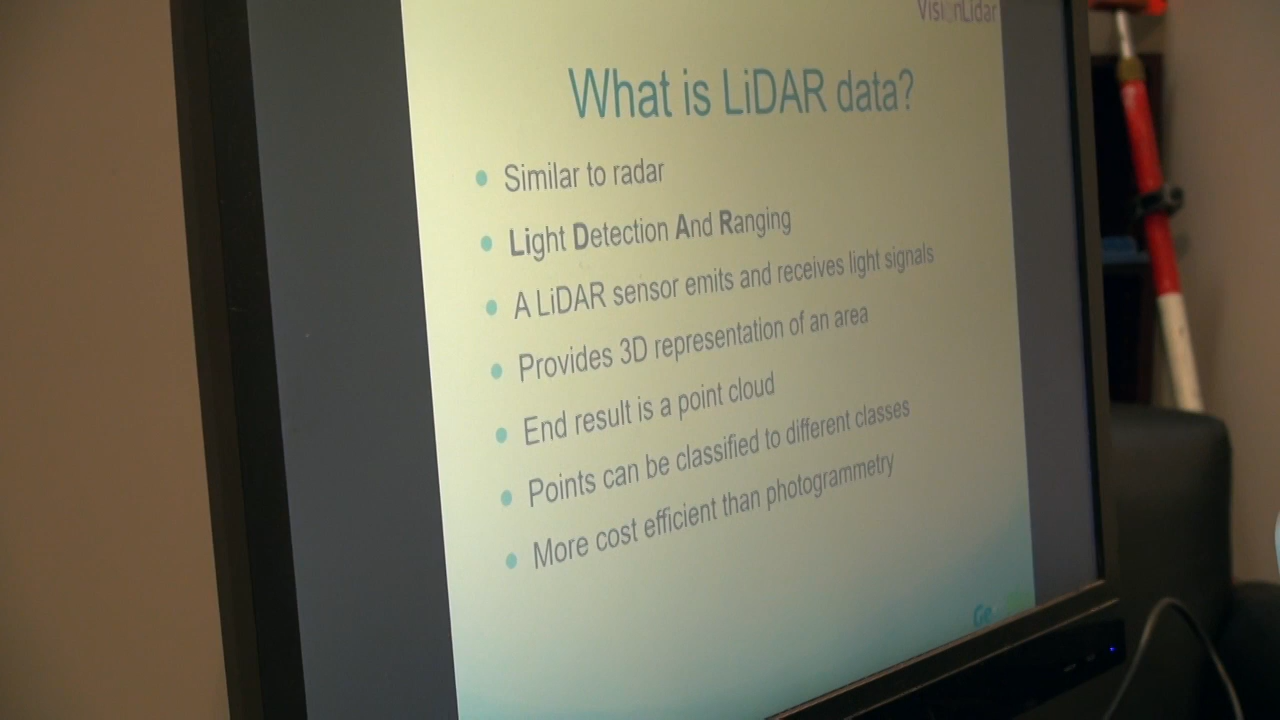 VisionLidar
What is LiDAR data?
Similar to radar
Light Detection And Ranging
A LiDAR sensor emits and receives light signals
Provides 3D representation of an area
End result is a point cloud
Points can be classified to different classes
More cost efficient than photogrammetry